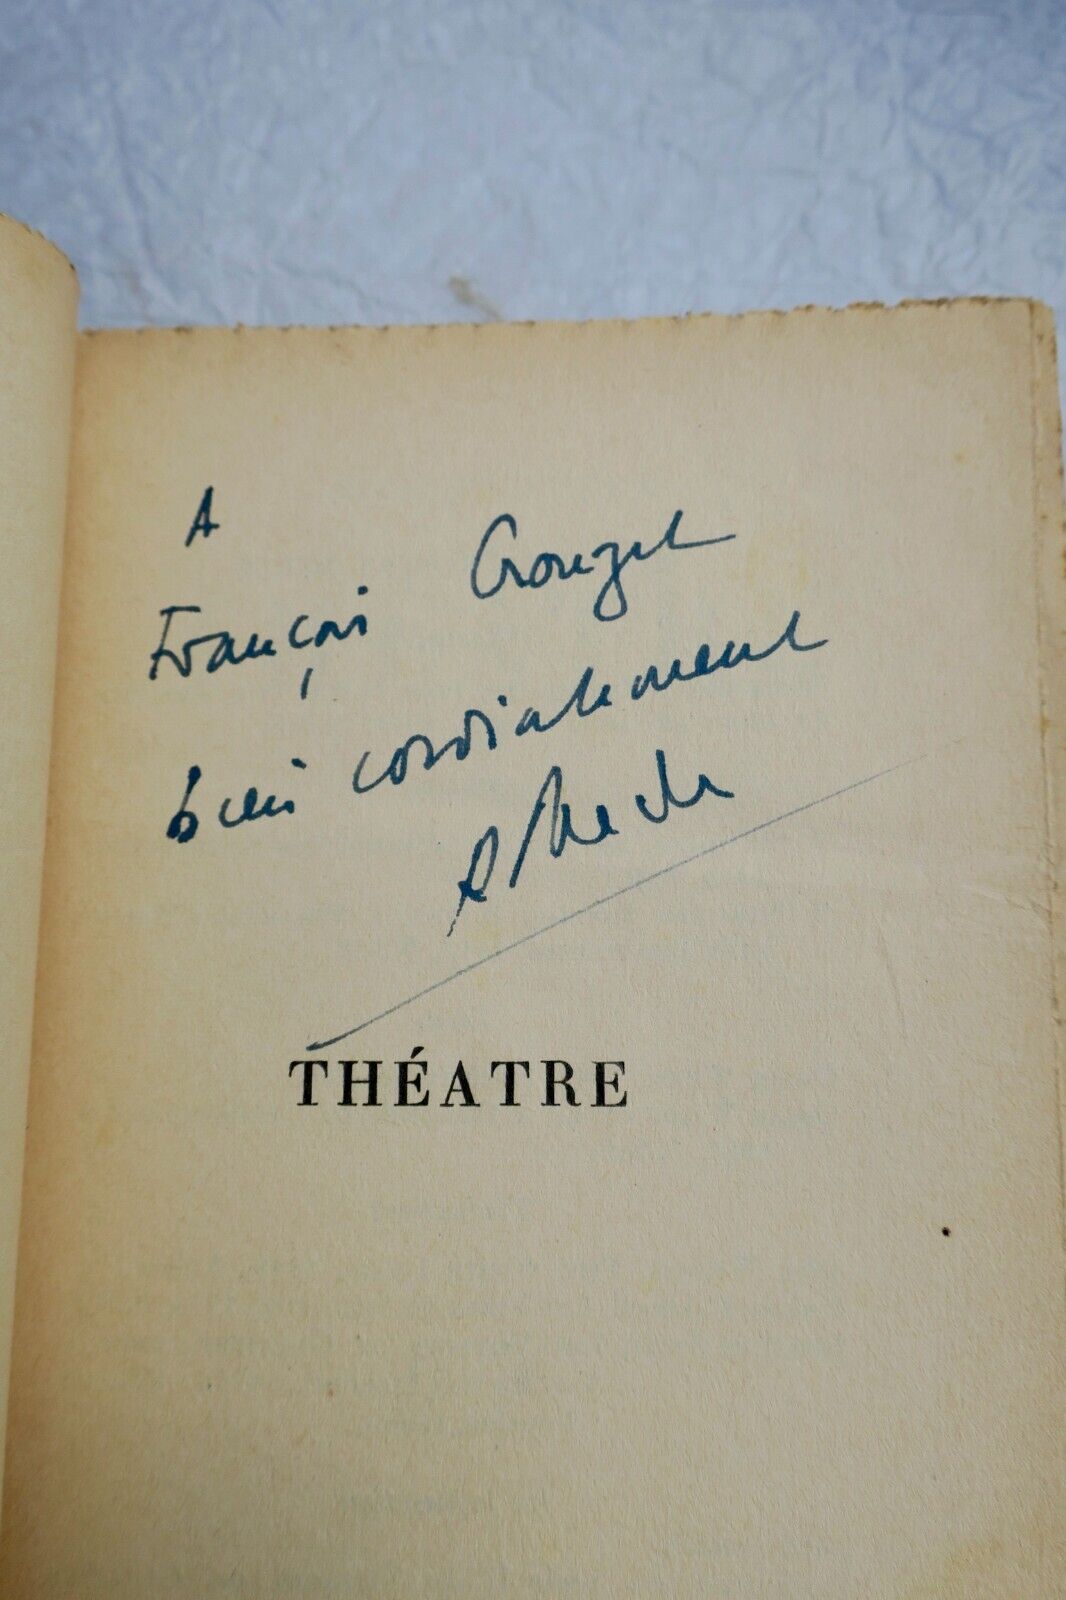 A
François Crouzet
bien cordialement
THÉATRE